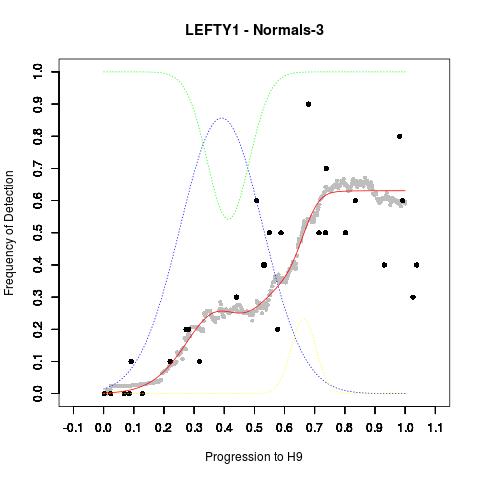 LEFTY1 - Normals-3
Frequency of Detection
1.0
0.9
0.8
0.7
0.6
0.5
0.4
0.3
0.2
0.1
0.0
-0.1 0.0 0.1 0.2 0.3 0.4 0.5 0.6 0.7 0.8 0.9 1.0 1.1
Progression to H9